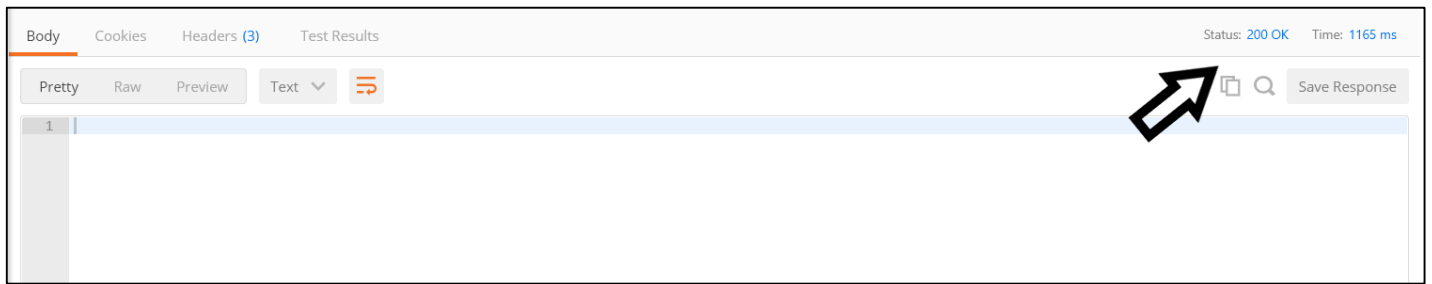 Body Cookies Headers (3) Test Results Status: 200 OK Time: 1165 ms
Pretty Raw Preview Text Save Response
1